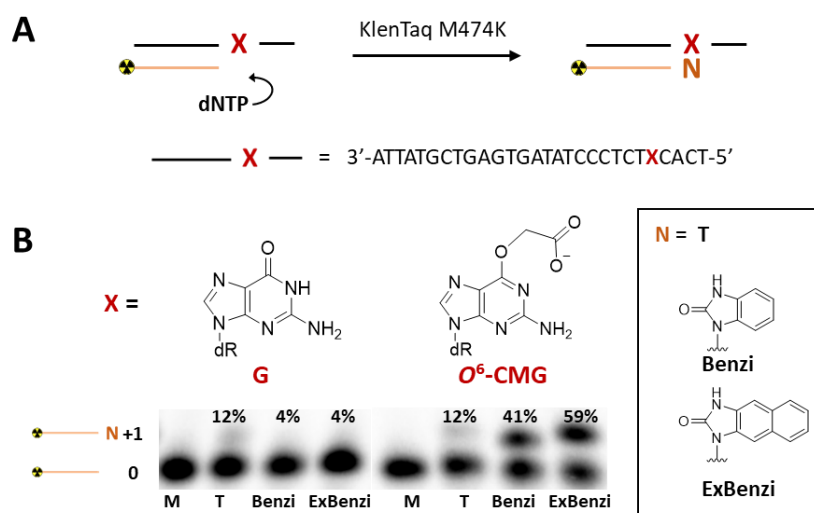 A
KlenTaq M474K
X
X
N
dNTP
X = 3’-ATTATGCTGAGTGATATCCCTCTXCACT-5’
B
N = T
X =
O
N
NH
N
N
NH2
dR
G
O
O
O−
N
N
N
N
NH2
dR
O6-CMG
H
N
O
N
Benzi
H
N
O
N
ExBenzi
12% 4% 4% 12% 41% 59%
N +1
0
M T Benzi ExBenzi M T Benzi ExBenzi